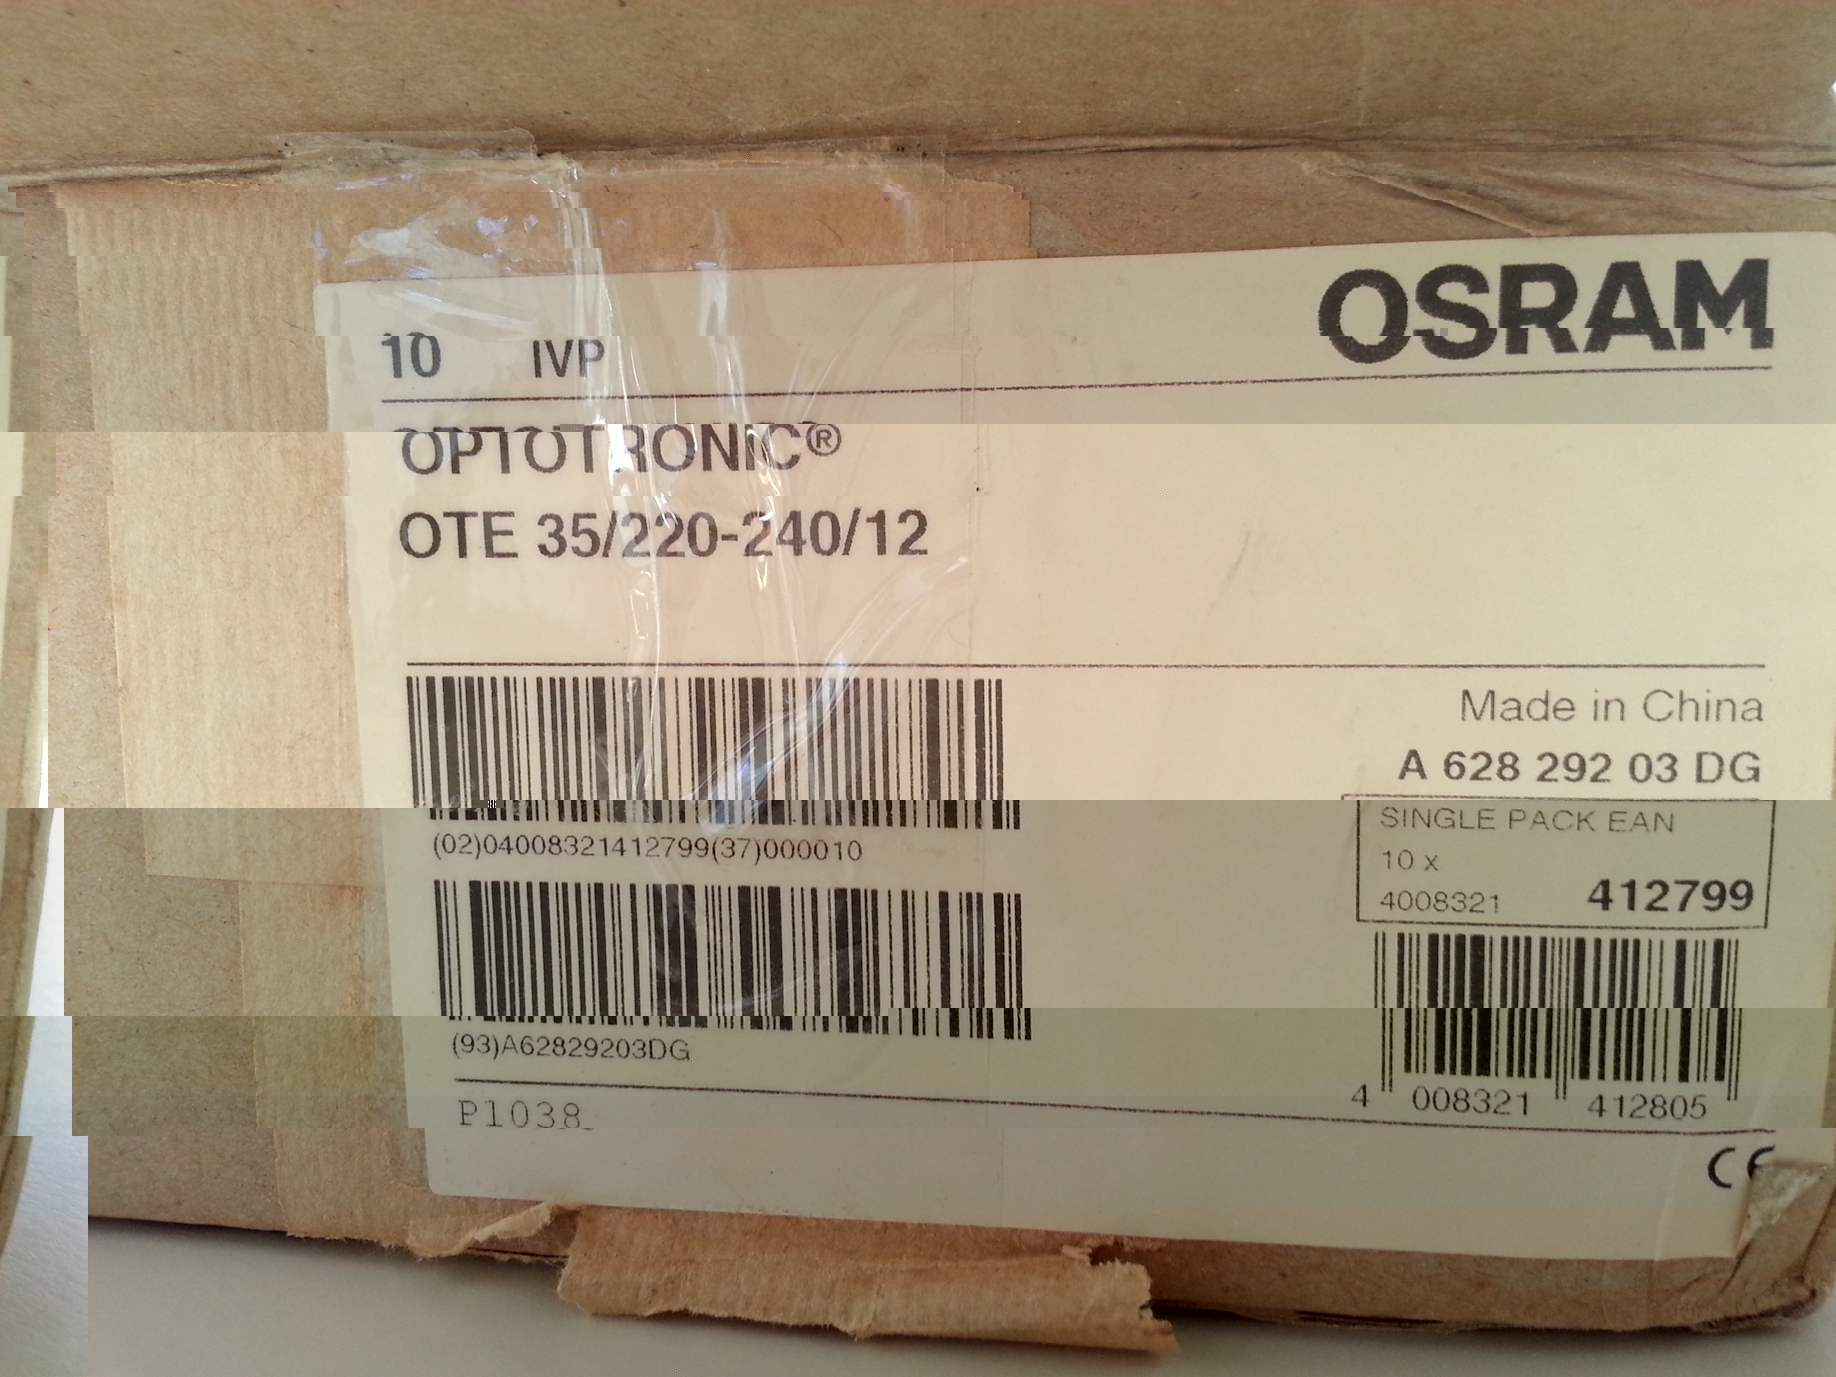 OSRAM
10 IVP
OPTOTRONIC®
OTE 35/220-240/12
Made in China
A 628 292 03 DG
SINGLE PACK EAN
10 x
4008321 412799
(02)04008321412799(37)000010
(93)A62829203DG
4 008321 412805
P1038
CE